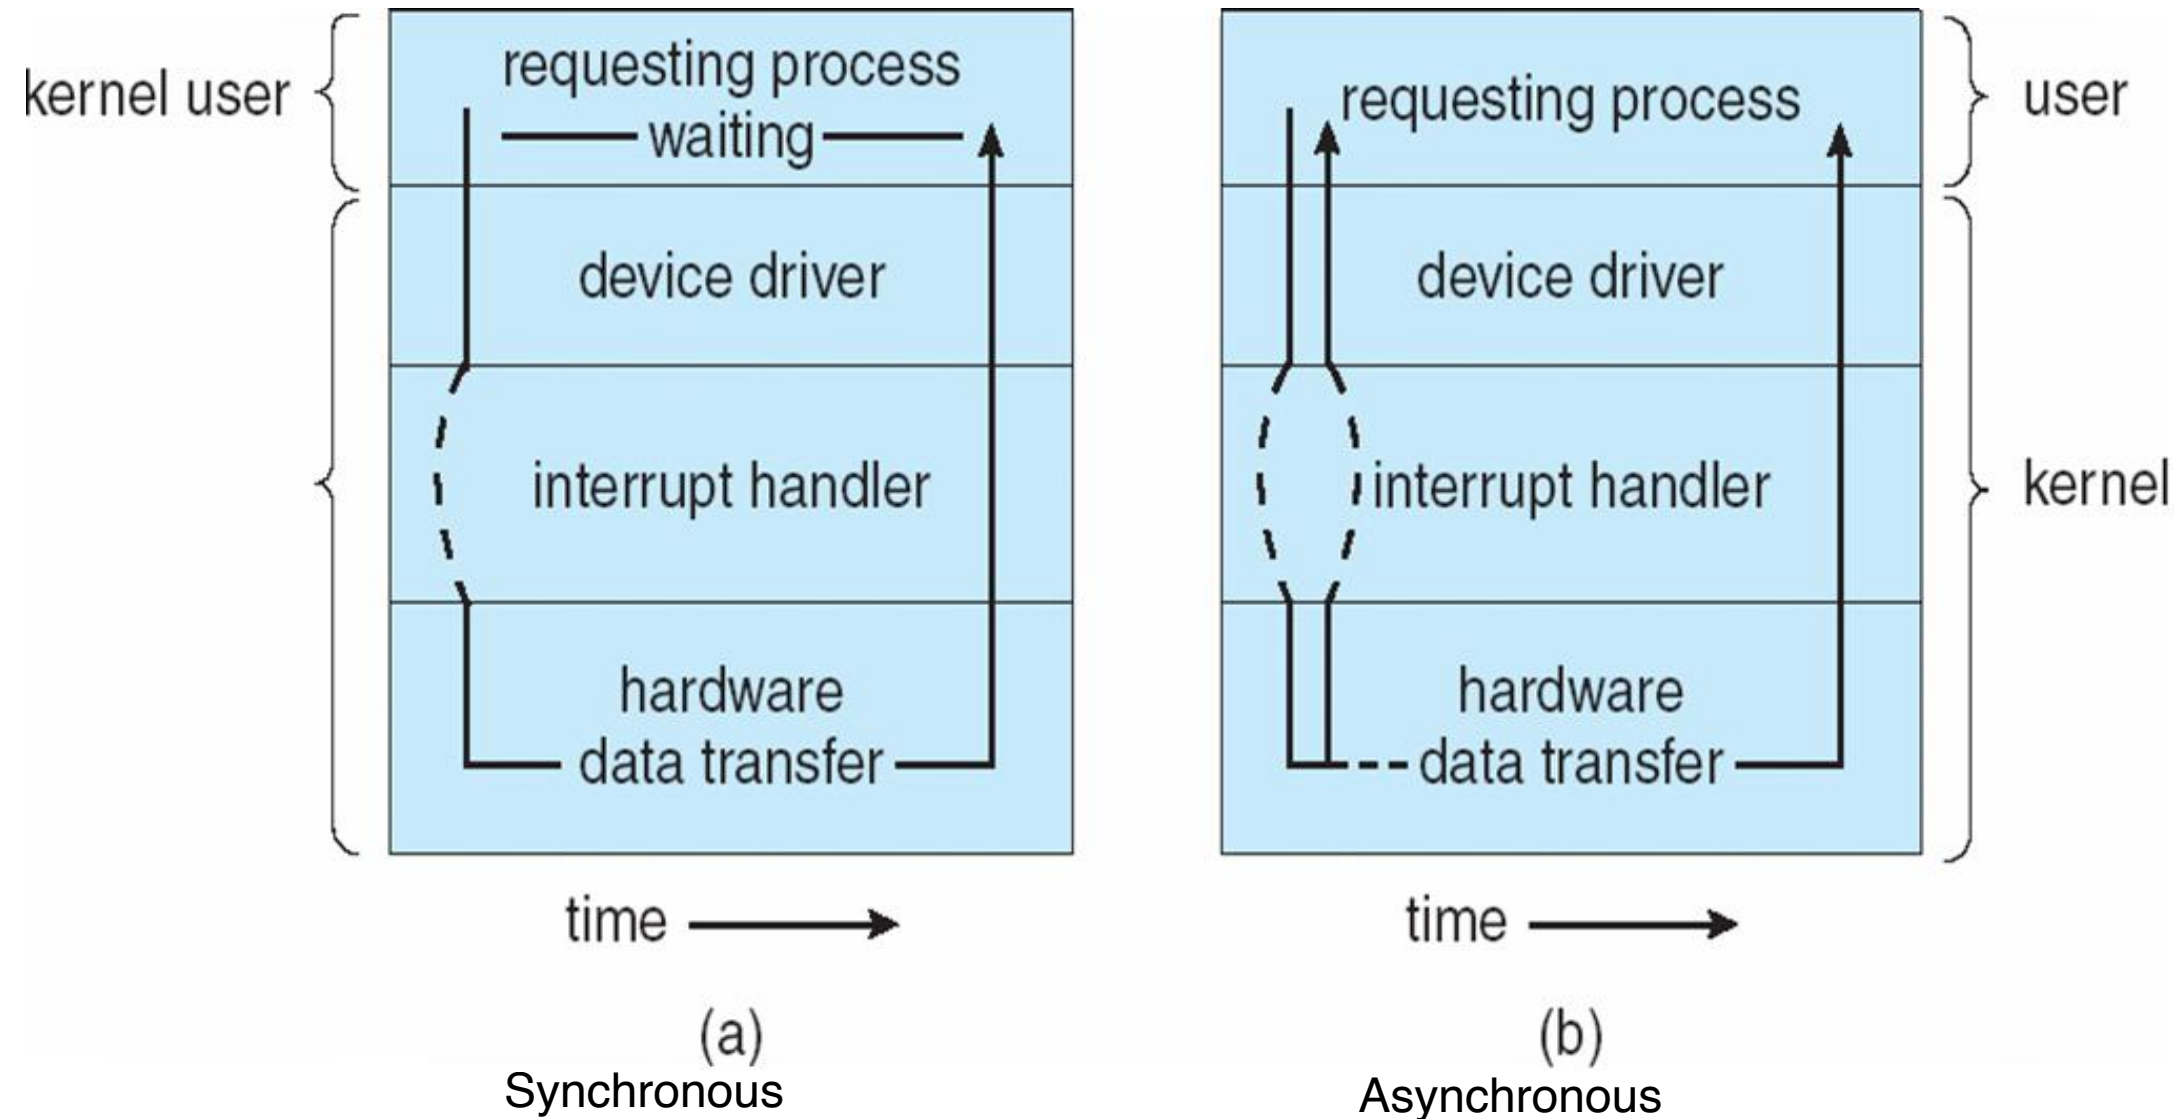 kernel user
requesting process
waiting
device driver
interrupt handler
hardware
data transfer
time
(a)
Synchronous
requesting process
user
device driver
interrupt handler
kernel
hardware
data transfer
time
(b)
Asynchronous